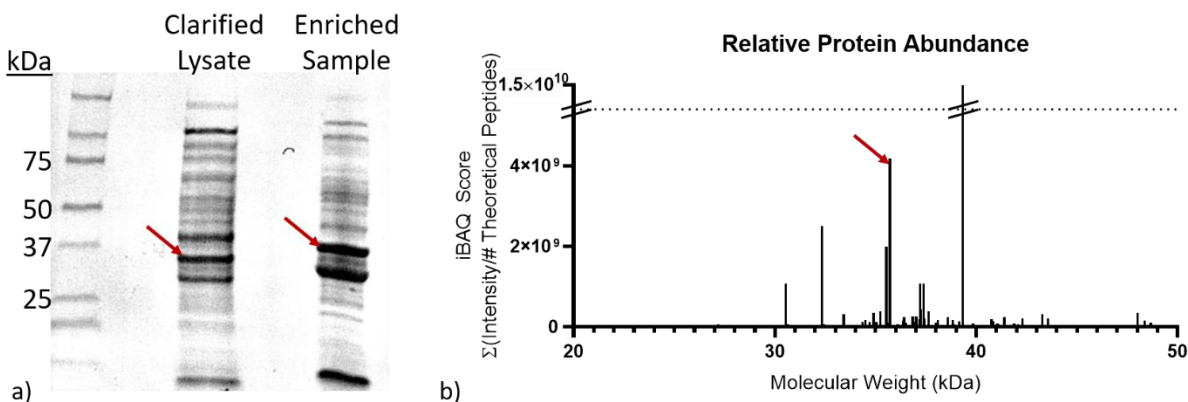 kDa
Clarified
Lysate
Enriched
Sample
75
50
37
25
a)
Relative Protein Abundance
iBAQ Score
Σ(Intensity/# Theoretical Peptides)
1.5×10¹⁰
4×10⁹
2×10⁹
0
20 30 40 50
Molecular Weight (kDa)
b)